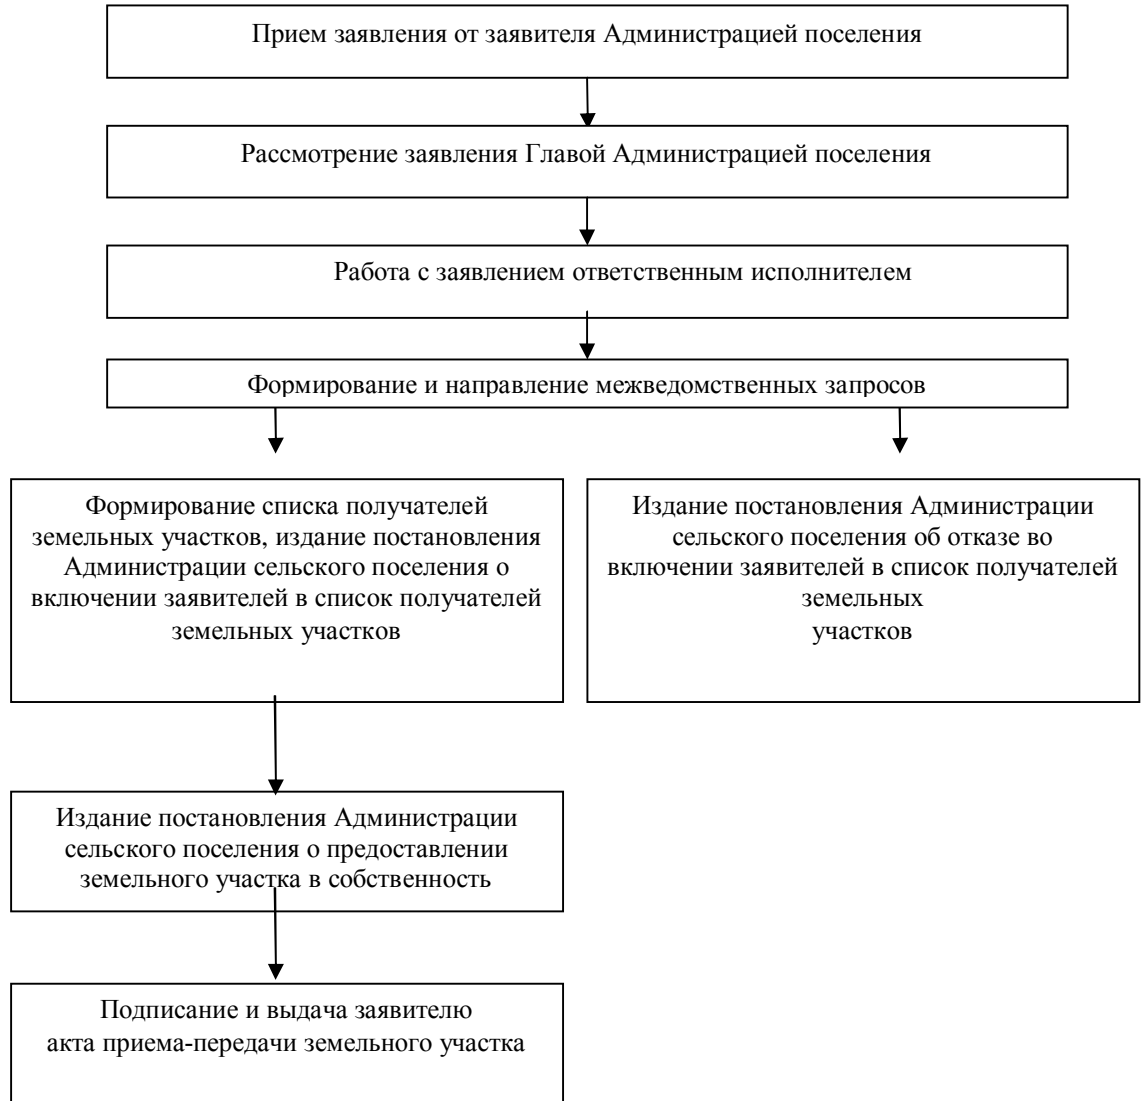 Прием заявления от заявителя Администрацией поселения
Рассмотрение заявления Главой Администрацией поселения
Работа с заявлением ответственным исполнителем
Формирование и направление межведомственных запросов
Формирование списка получателей
земельных участков, издание постановления
Администрации сельского поселения о
включении заявителей в список получателей
земельных участков
Издание постановления Администрации
сельского поселения об отказе во
включении заявителей в список получателей
земельных
участков
Издание постановления Администрации
сельского поселения о предоставлении
земельного участка в собственность
Подписание и выдача заявителю
акта приема-передачи земельного участка